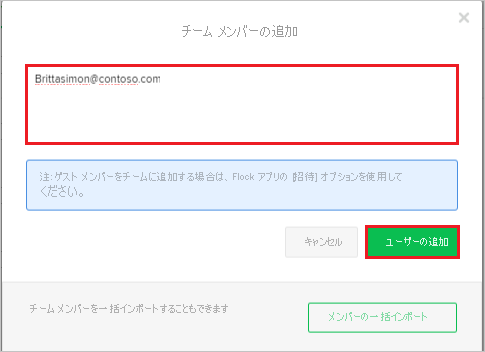 チーム メンバーの追加
Brittasimon@contoso.com
注: ゲスト メンバーをチームに追加する場合は、Flock アプリの [招待] オプションを使用して
ください。
キャンセル
ユーザーの追加
チーム メンバーを一括インポートすることもできます
メンバーの一括インポート